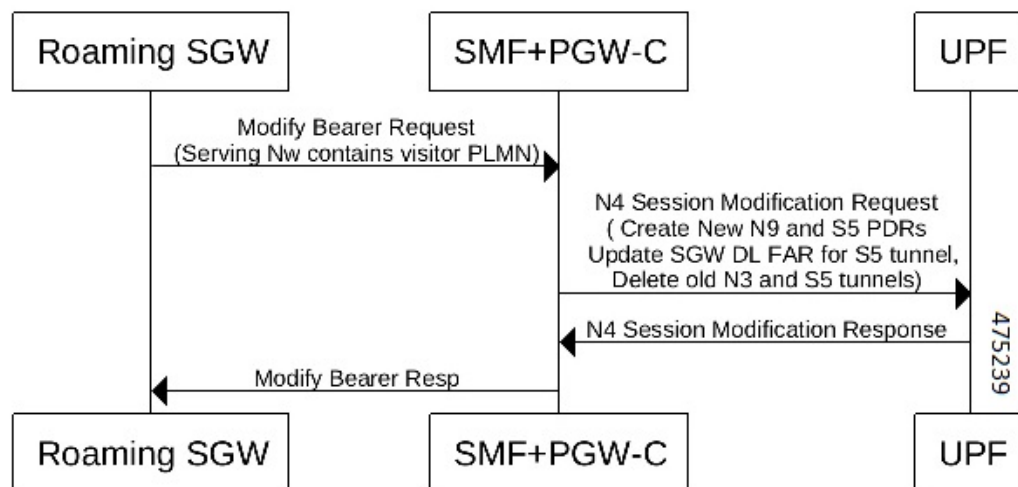 Roaming SGW
SMF+PGW-C
UPF
Modify Bearer Request
(Serving Nw contains visitor PLMN)
N4 Session Modification Request
( Create New N9 and S5 PDRs
Update SGW DL FAR for S5 tunnel,
Delete old N3 and S5 tunnels)
N4 Session Modification Response
475239
Modify Bearer Resp
Roaming SGW
SMF+PGW-C
UPF